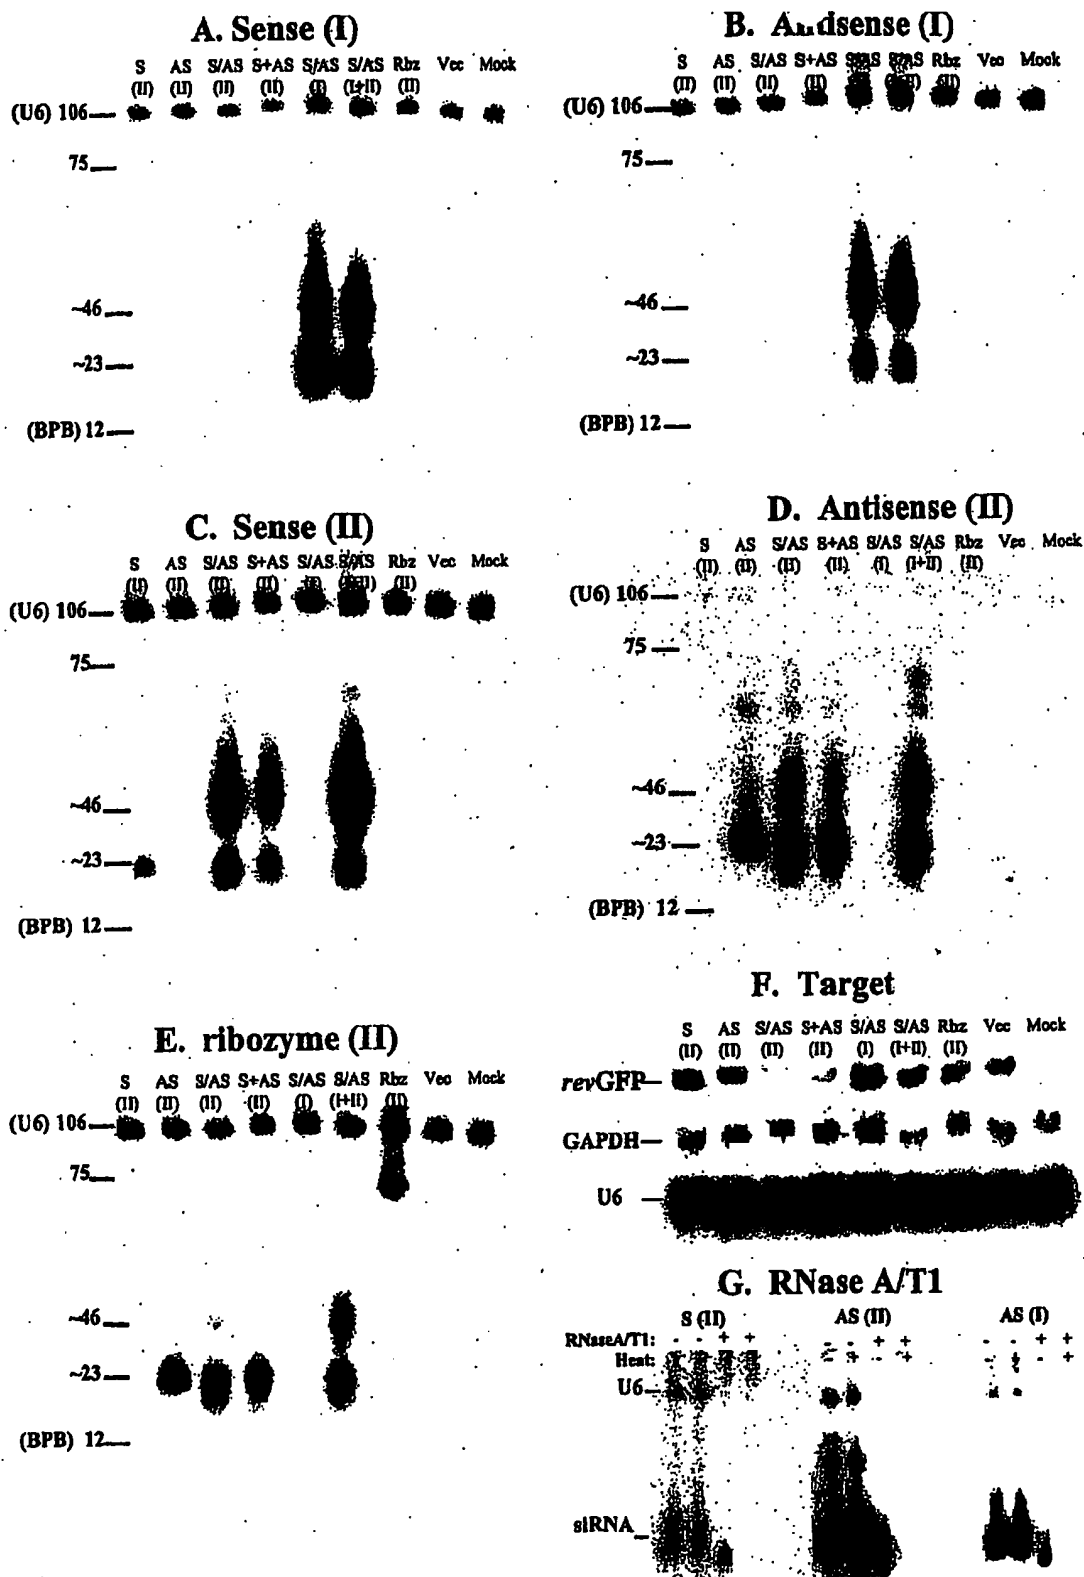 A. Sense (I)
S AS S/AS S+AS S/AS S/AS Rbz Vec Mock
(II) (II) (II) (II) (I) (I+II) (II)
(U6) 106
75
~46
~23
(BPB) 12
B. Antisense (I)
S AS S/AS S+AS S/AS S/AS Rbz Vec Mock
(II) (II) (II) (II) (II)
(U6) 106
75
~46
~23
(BPB) 12
C. Sense (II)
S AS S/AS S+AS S/AS S/AS Rbz Vec Mock
(II) (II) (II) (II) (II)
(U6) 106
75
~46
~23
(BPB) 12
D. Antisense (II)
S AS S/AS S+AS S/AS S/AS Rbz Vec Mock
(II) (II) (II) (II) (I) (I+II) (II)
(U6) 106
75
~46
~23
(BPB) 12
E. ribozyme (II)
S AS S/AS S+AS S/AS S/AS Rbz Vec Mock
(II) (II) (II) (II) (I) (I+II) (II)
(U6) 106
75
~46
~23
(BPB) 12
F. Target
S AS S/AS S+AS S/AS S/AS Rbz Vec Mock
(II) (II) (II) (II) (I) (I+II) (II)
revGFP
GAPDH
U6
G. RNase A/T1
S (II) AS (II) AS (I)
RNaseA/T1: - - + + - - + + - - + +
Heat: - + - + - + - + - + - +
U6
siRNA